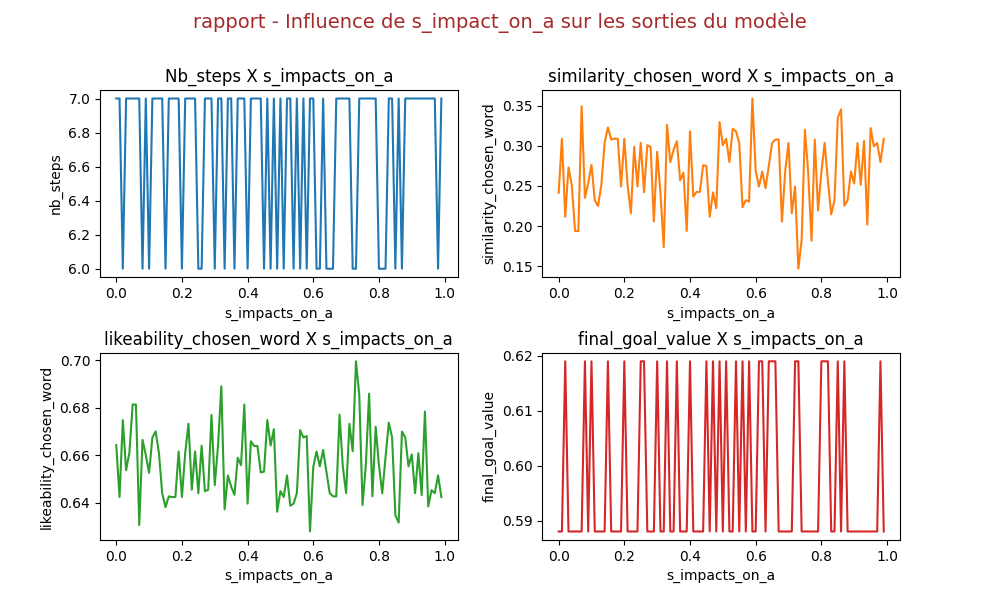 rapport - Influence de s_impact_on_a sur les sorties du modèle
Nb_steps X s_impacts_on_a
nb_steps
7.0
6.8
6.6
6.4
6.2
6.0
0.0 0.2 0.4 0.6 0.8 1.0
s_impacts_on_a
similarity_chosen_word X s_impacts_on_a
similarity_chosen_word
0.35
0.30
0.25
0.20
0.15
0.0 0.2 0.4 0.6 0.8 1.0
s_impacts_on_a
likeability_chosen_word X s_impacts_on_a
likeability_chosen_word
0.70
0.68
0.66
0.64
0.0 0.2 0.4 0.6 0.8 1.0
s_impacts_on_a
final_goal_value X s_impacts_on_a
final_goal_value
0.62
0.61
0.60
0.59
0.0 0.2 0.4 0.6 0.8 1.0
s_impacts_on_a